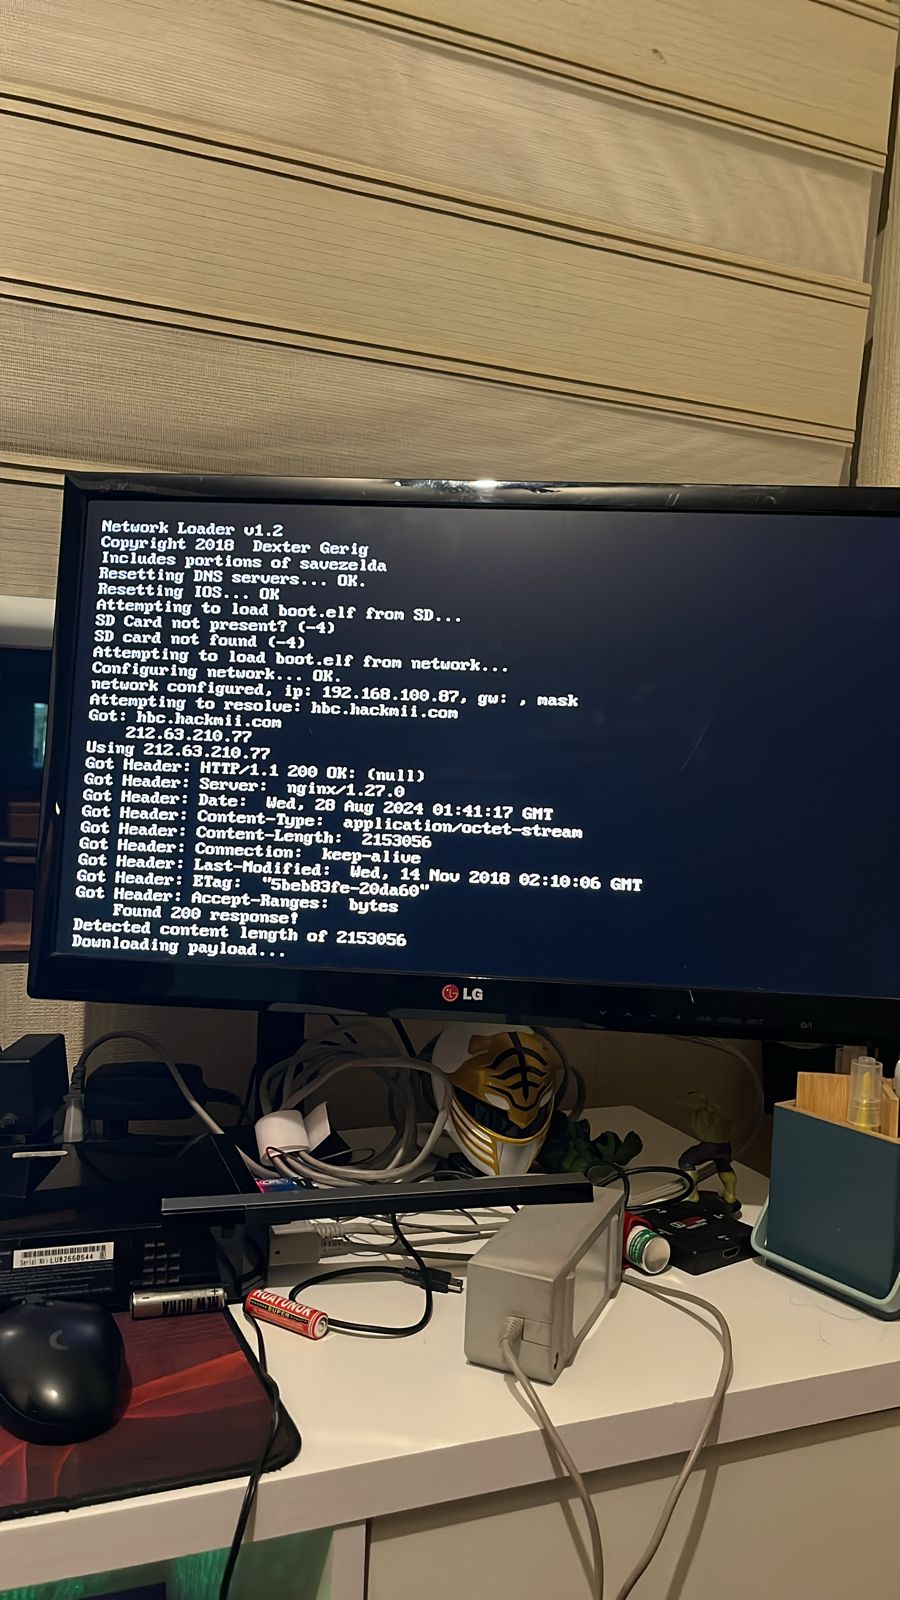 Network Loader v1.2
Copyright 2018  Dexter Gerig
Includes portions of savezelda
Resetting DNS servers... OK.
Resetting IOS... OK
Attempting to load boot.elf from SD...
SD Card not present? (-4)
SD card not found (-4)
Attempting to load boot.elf from network...
Configuring network... OK.
network configured, ip: 192.168.100.87, gw: , mask
Attempting to resolve: hbc.hackmii.com
Got: hbc.hackmii.com
212.63.210.77
Using 212.63.210.77
Got Header: HTTP/1.1 200 OK: (null)
Got Header: Server:  nginx/1.27.0
Got Header: Date:  Wed, 28 Aug 2024 01:41:17 GMT
Got Header: Content-Type:  application/octet-stream
Got Header: Content-Length:  2153056
Got Header: Connection:  keep-alive
Got Header: Last-Modified:  Wed, 14 Nov 2018 02:10:06 GMT
Got Header: ETag:  "5beb83fe-20da60"
Got Header: Accept-Ranges:  bytes
Found 200 response!
Detected content length of 2153056
Downloading payload...
LG
Serial No: LU82660644
HUAYUNOK
SUPER